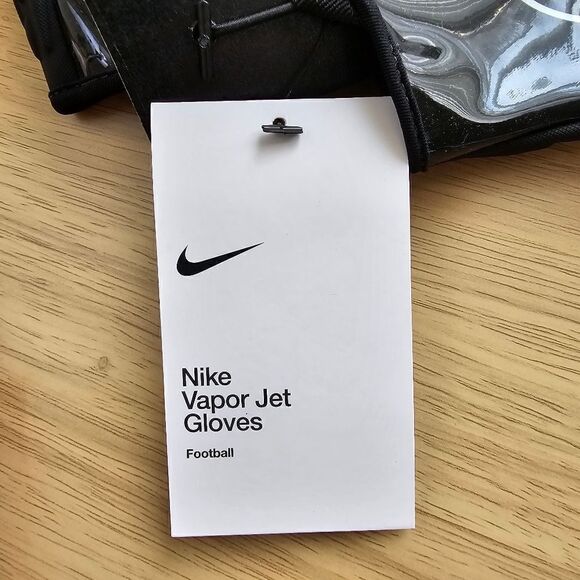 Nike
Vapor Jet
Gloves
Football